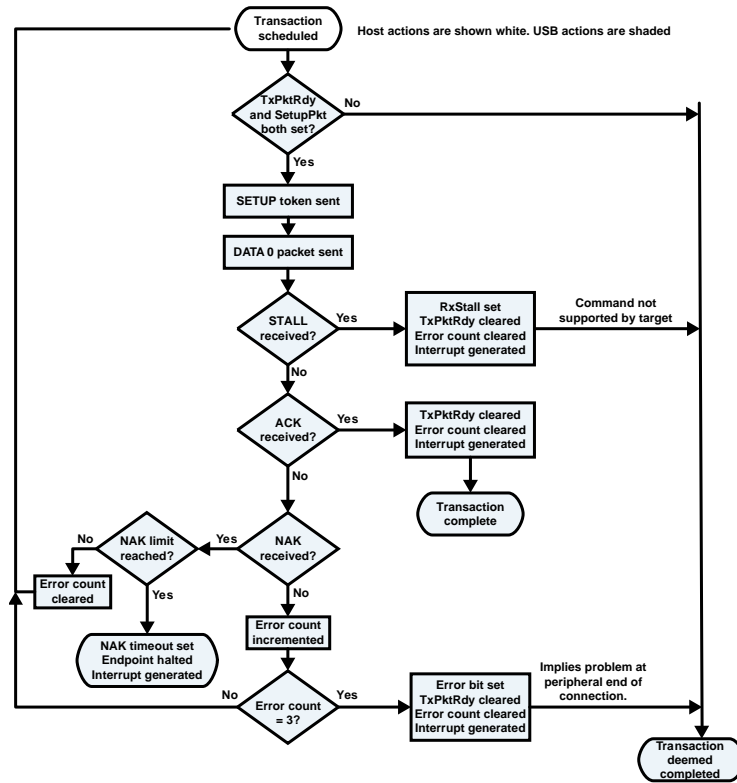 Transaction
scheduled
Host actions are shown white. USB actions are shaded
TxPktRdy
and SetupPkt
both set?
No
Yes
SETUP token sent
DATA 0 packet sent
STALL
received?
Yes
RxStall set
TxPktRdy cleared
Error count cleared
Interrupt generated
Command not
supported by target
No
ACK
received?
Yes
TxPktRdy cleared
Error count cleared
Interrupt generated
No
Transaction
complete
NAK limit
reached?
No
Yes
NAK
received?
Error count
cleared
Yes
No
Error count
incremented
NAK timeout set
Endpoint halted
Interrupt generated
No
Error count
= 3?
Yes
Error bit set
TxPktRdy cleared
Error count cleared
Interrupt generated
Implies problem at
peripheral end of
connection.
Transaction
deemed
completed